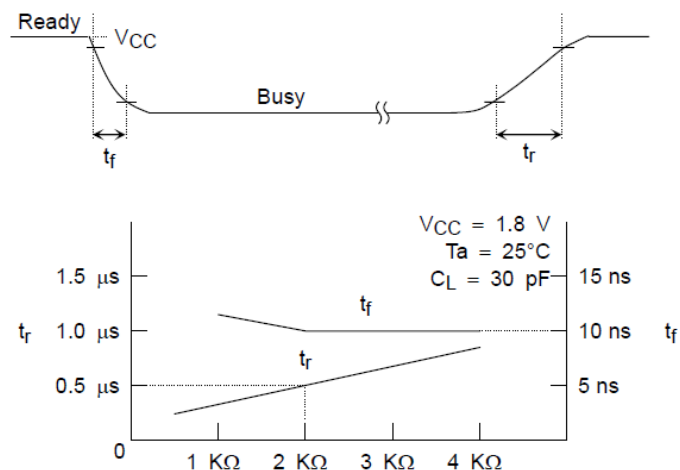 Ready
VCC
Busy
tf
tr
VCC = 1.8 V
Ta = 25°C
CL = 30 pF
1.5 µs
15 ns
tf
tr
1.0 µs
10 ns
tf
tr
0.5 µs
5 ns
0
1 KΩ
2 KΩ
3 KΩ
4 KΩ